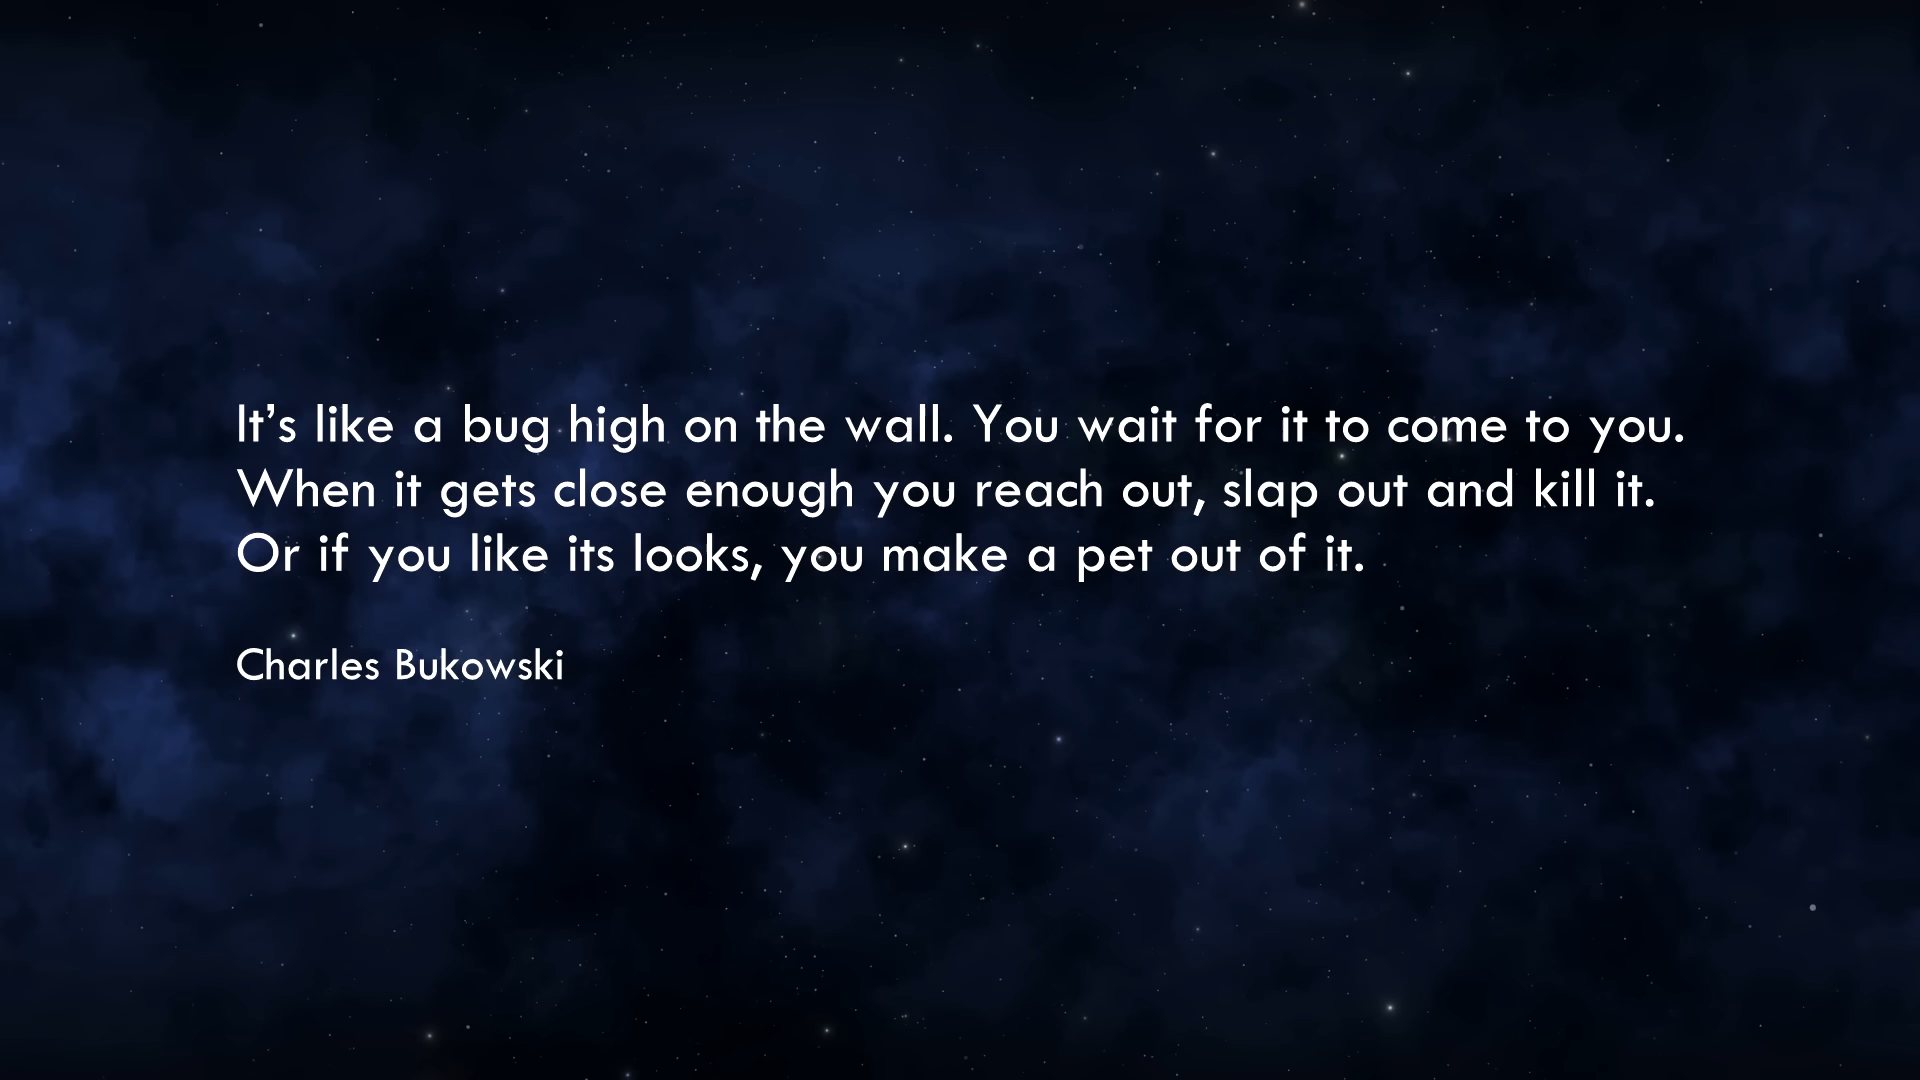 It’s like a bug high on the wall. You wait for it to come to you.
When it gets close enough you reach out, slap out and kill it.
Or if you like its looks, you make a pet out of it.
Charles Bukowski